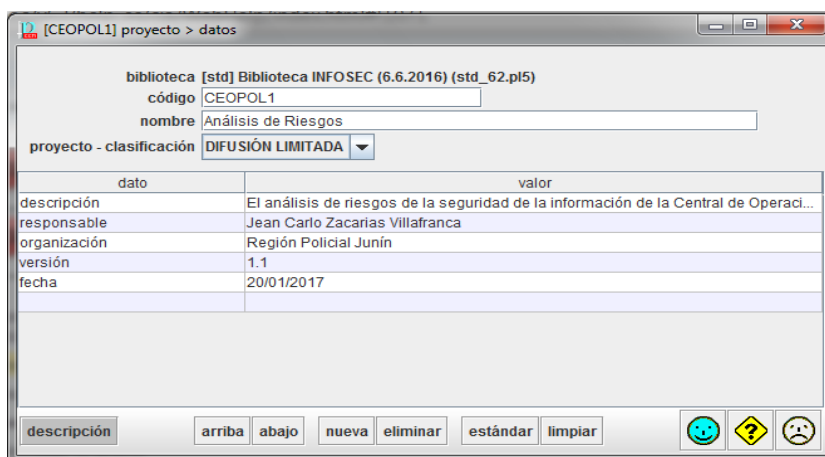 [CEOPOL1] proyecto > datos
biblioteca [std] Biblioteca INFOSEC (6.6.2016) (std_62.pl5)
código CEOPOL1
nombre Análisis de Riesgos
proyecto - clasificación DIFUSIÓN LIMITADA
dato valor
descripción El análisis de riesgos de la seguridad de la información de la Central de Operaci...
responsable Jean Carlo Zacarias Villafranca
organización Región Policial Junín
versión 1.1
fecha 20/01/2017
descripción arriba abajo nueva eliminar estándar limpiar ?